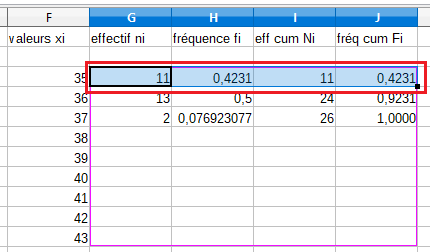 F G H I J
valeurs xi effectif ni fréquence fi eff cum Ni fréq cum Fi
35 11 0,4231 11 0,4231
36 13 0,5 24 0,9231
37 2 0,076923077 26 1,0000
38
39
40
41
42
43